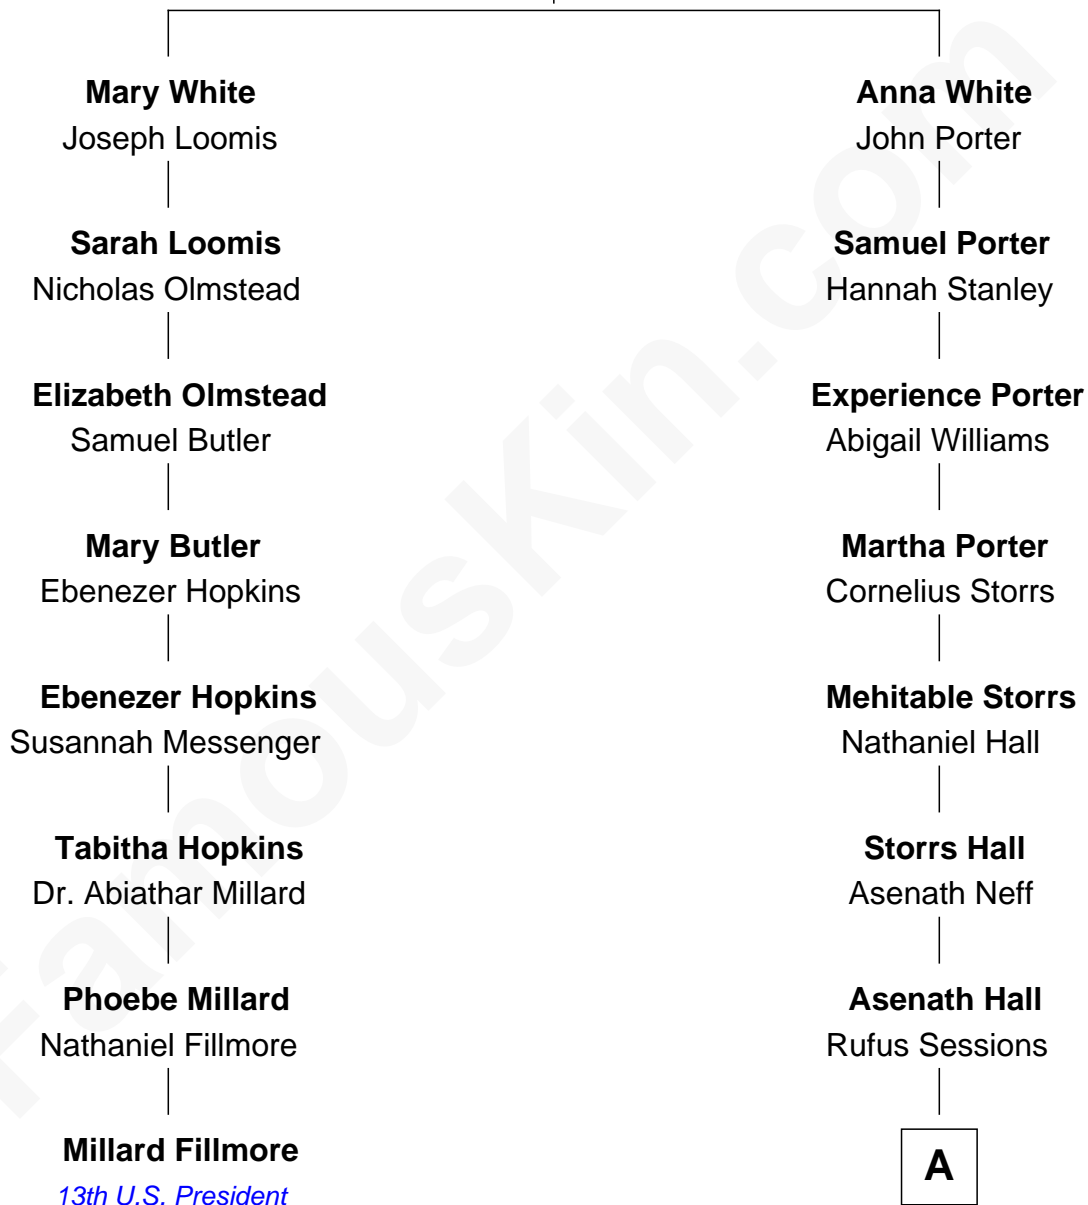 Mary White
Joseph Loomis
Sarah Loomis
Nicholas Olmstead
Elizabeth Olmstead
Samuel Butler
Mary Butler
Ebenezer Hopkins
Ebenezer Hopkins
Susannah Messenger
Tabitha Hopkins
Dr. Abiathar Millard
Phoebe Millard
Nathaniel Fillmore
Millard Fillmore
13th U.S. President
Anna White
John Porter
Samuel Porter
Hannah Stanley
Experience Porter
Abigail Williams
Martha Porter
Cornelius Storrs
Mehitable Storrs
Nathaniel Hall
Storrs Hall
Asenath Neff
Asenath Hall
Rufus Sessions
A
FamousKin.com